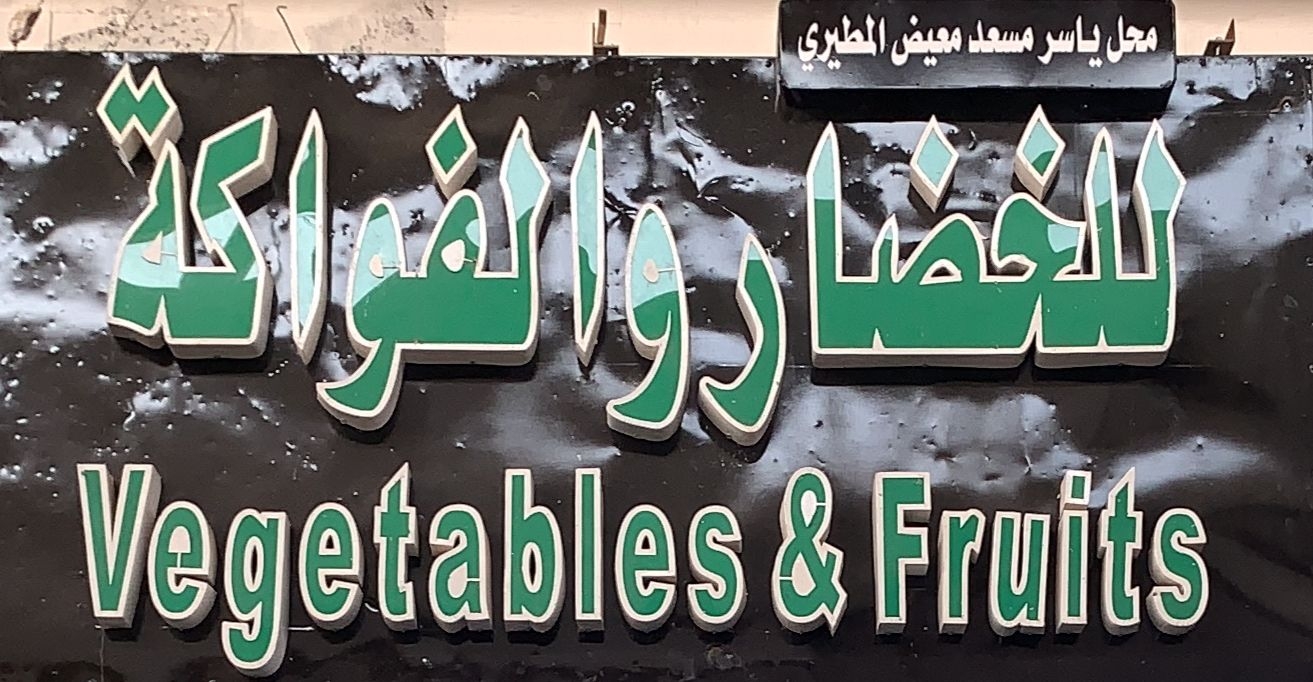 محل ياسر مسعد معيض المطيري
للخضار والفواكة
Vegetables & Fruits